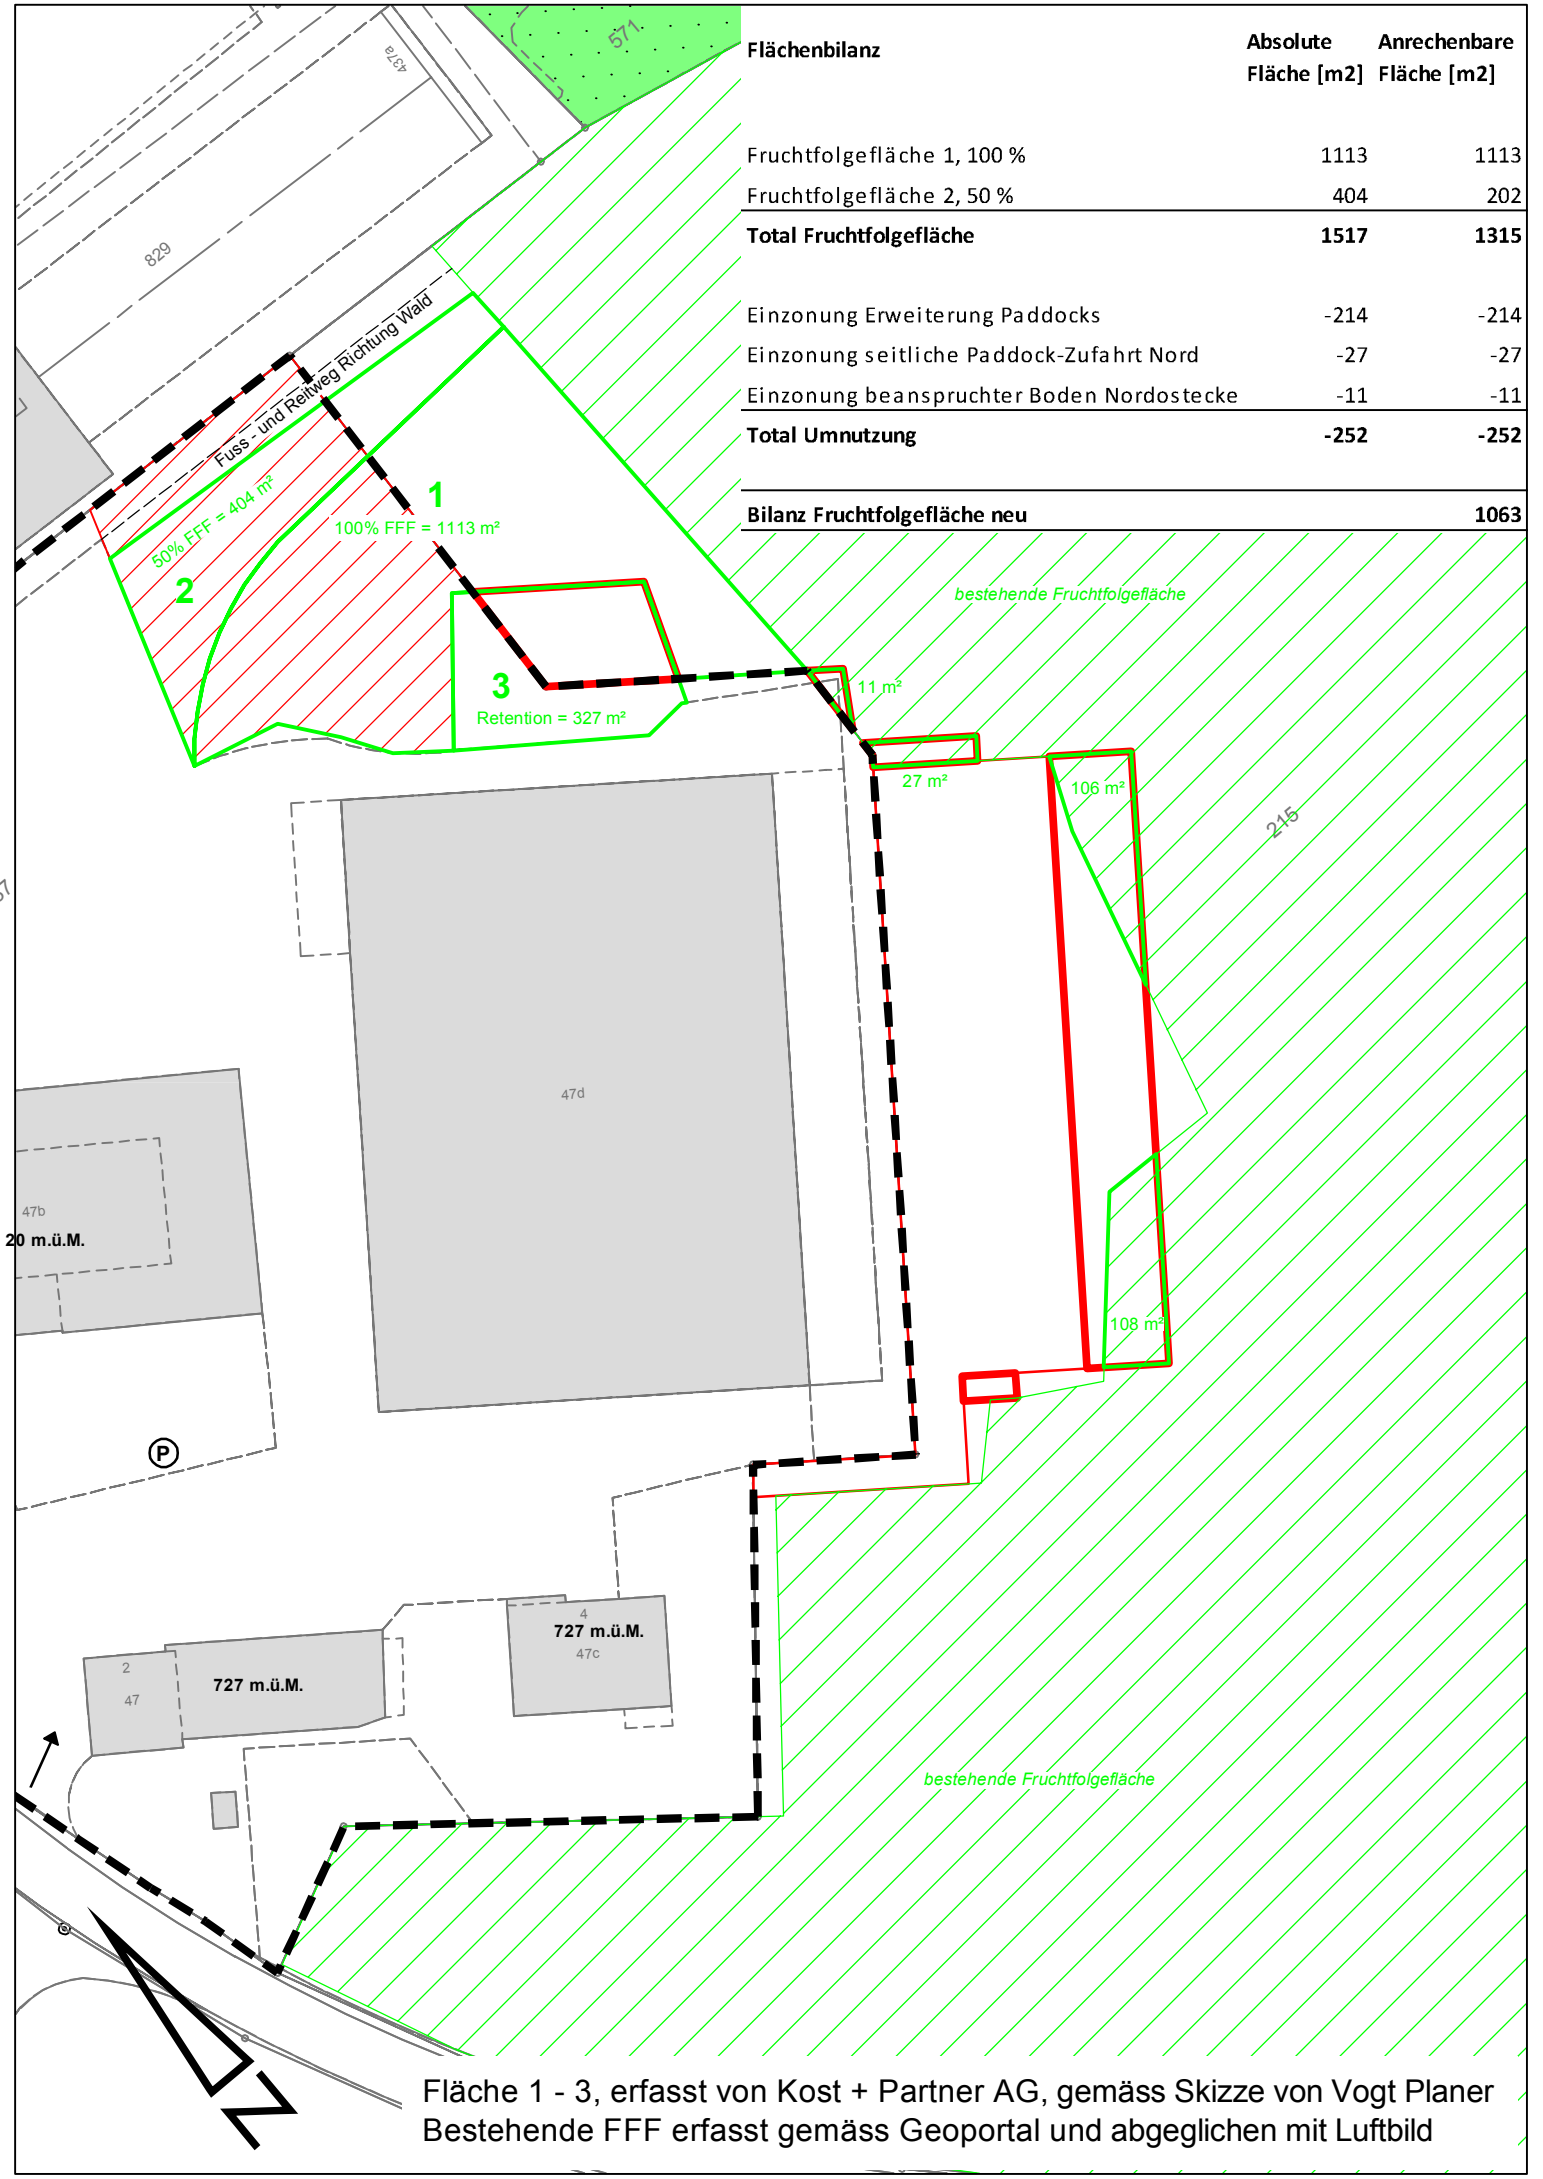 571
437a
829
Flächenbilanz
Absolute Fläche [m2]
Anrechenbare Fläche [m2]
Fruchtfolgefläche 1, 100 % 1113 1113
Fruchtfolgefläche 2, 50 % 404 202
Total Fruchtfolgefläche 1517 1315
Einzonung Erweiterung Paddocks -214 -214
Einzonung seitliche Paddock-Zufahrt Nord -27 -27
Einzonung beanspruchter Boden Nordostecke -11 -11
Total Umnutzung -252 -252
Bilanz Fruchtfolgefläche neu 1063
Fuss - und Reitweg Richtung Wald
50% FFF = 404 m²
2
1
100% FFF = 1113 m²
3
Retention = 327 m²
bestehende Fruchtfolgefläche
11 m²
27 m²
106 m²
215
47d
47b
20 m.ü.M.
108 m²
P
4
727 m.ü.M.
47c
2
47
727 m.ü.M.
bestehende Fruchtfolgefläche
N
Fläche 1 - 3, erfasst von Kost + Partner AG, gemäss Skizze von Vogt Planer
Bestehende FFF erfasst gemäss Geoportal und abgeglichen mit Luftbild